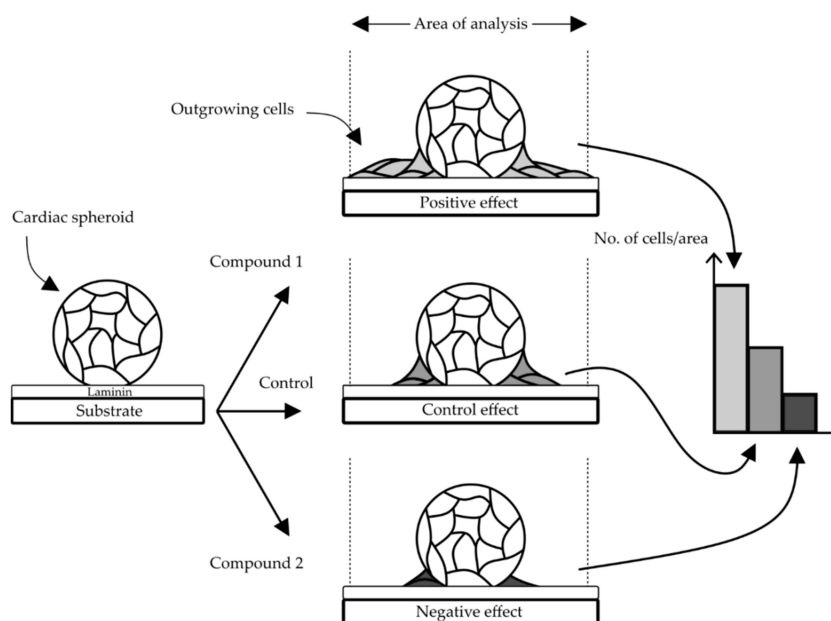 Area of analysis
Outgrowing cells
Positive effect
Cardiac spheroid
No. of cells/area
Compound 1
Control
Laminin
Substrate
Control effect
Compound 2
Negative effect